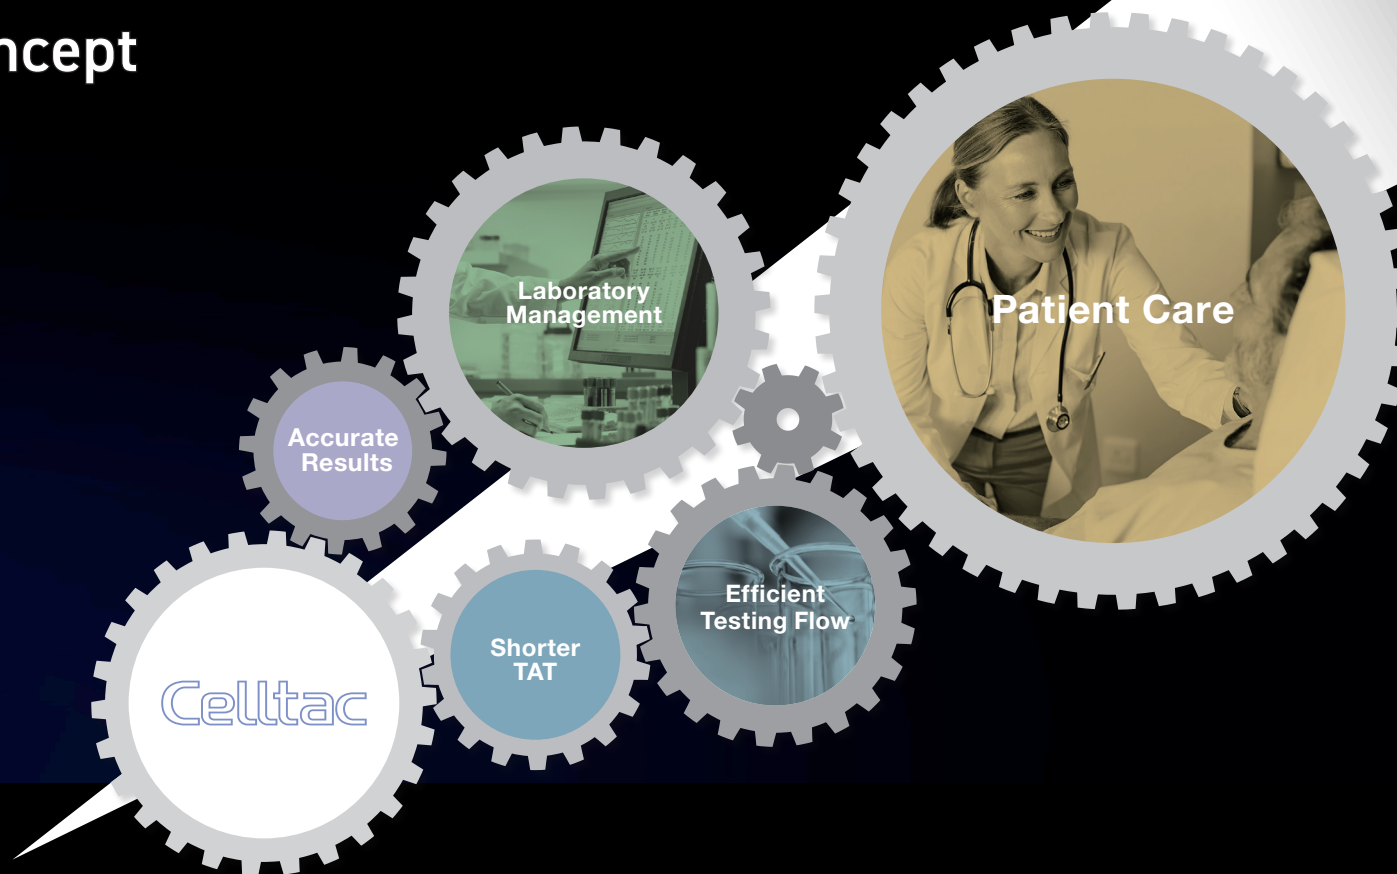 ncept
Laboratory
Management
Patient Care
Accurate
Results
Efficient
Testing Flow
Shorter
TAT
Celltac